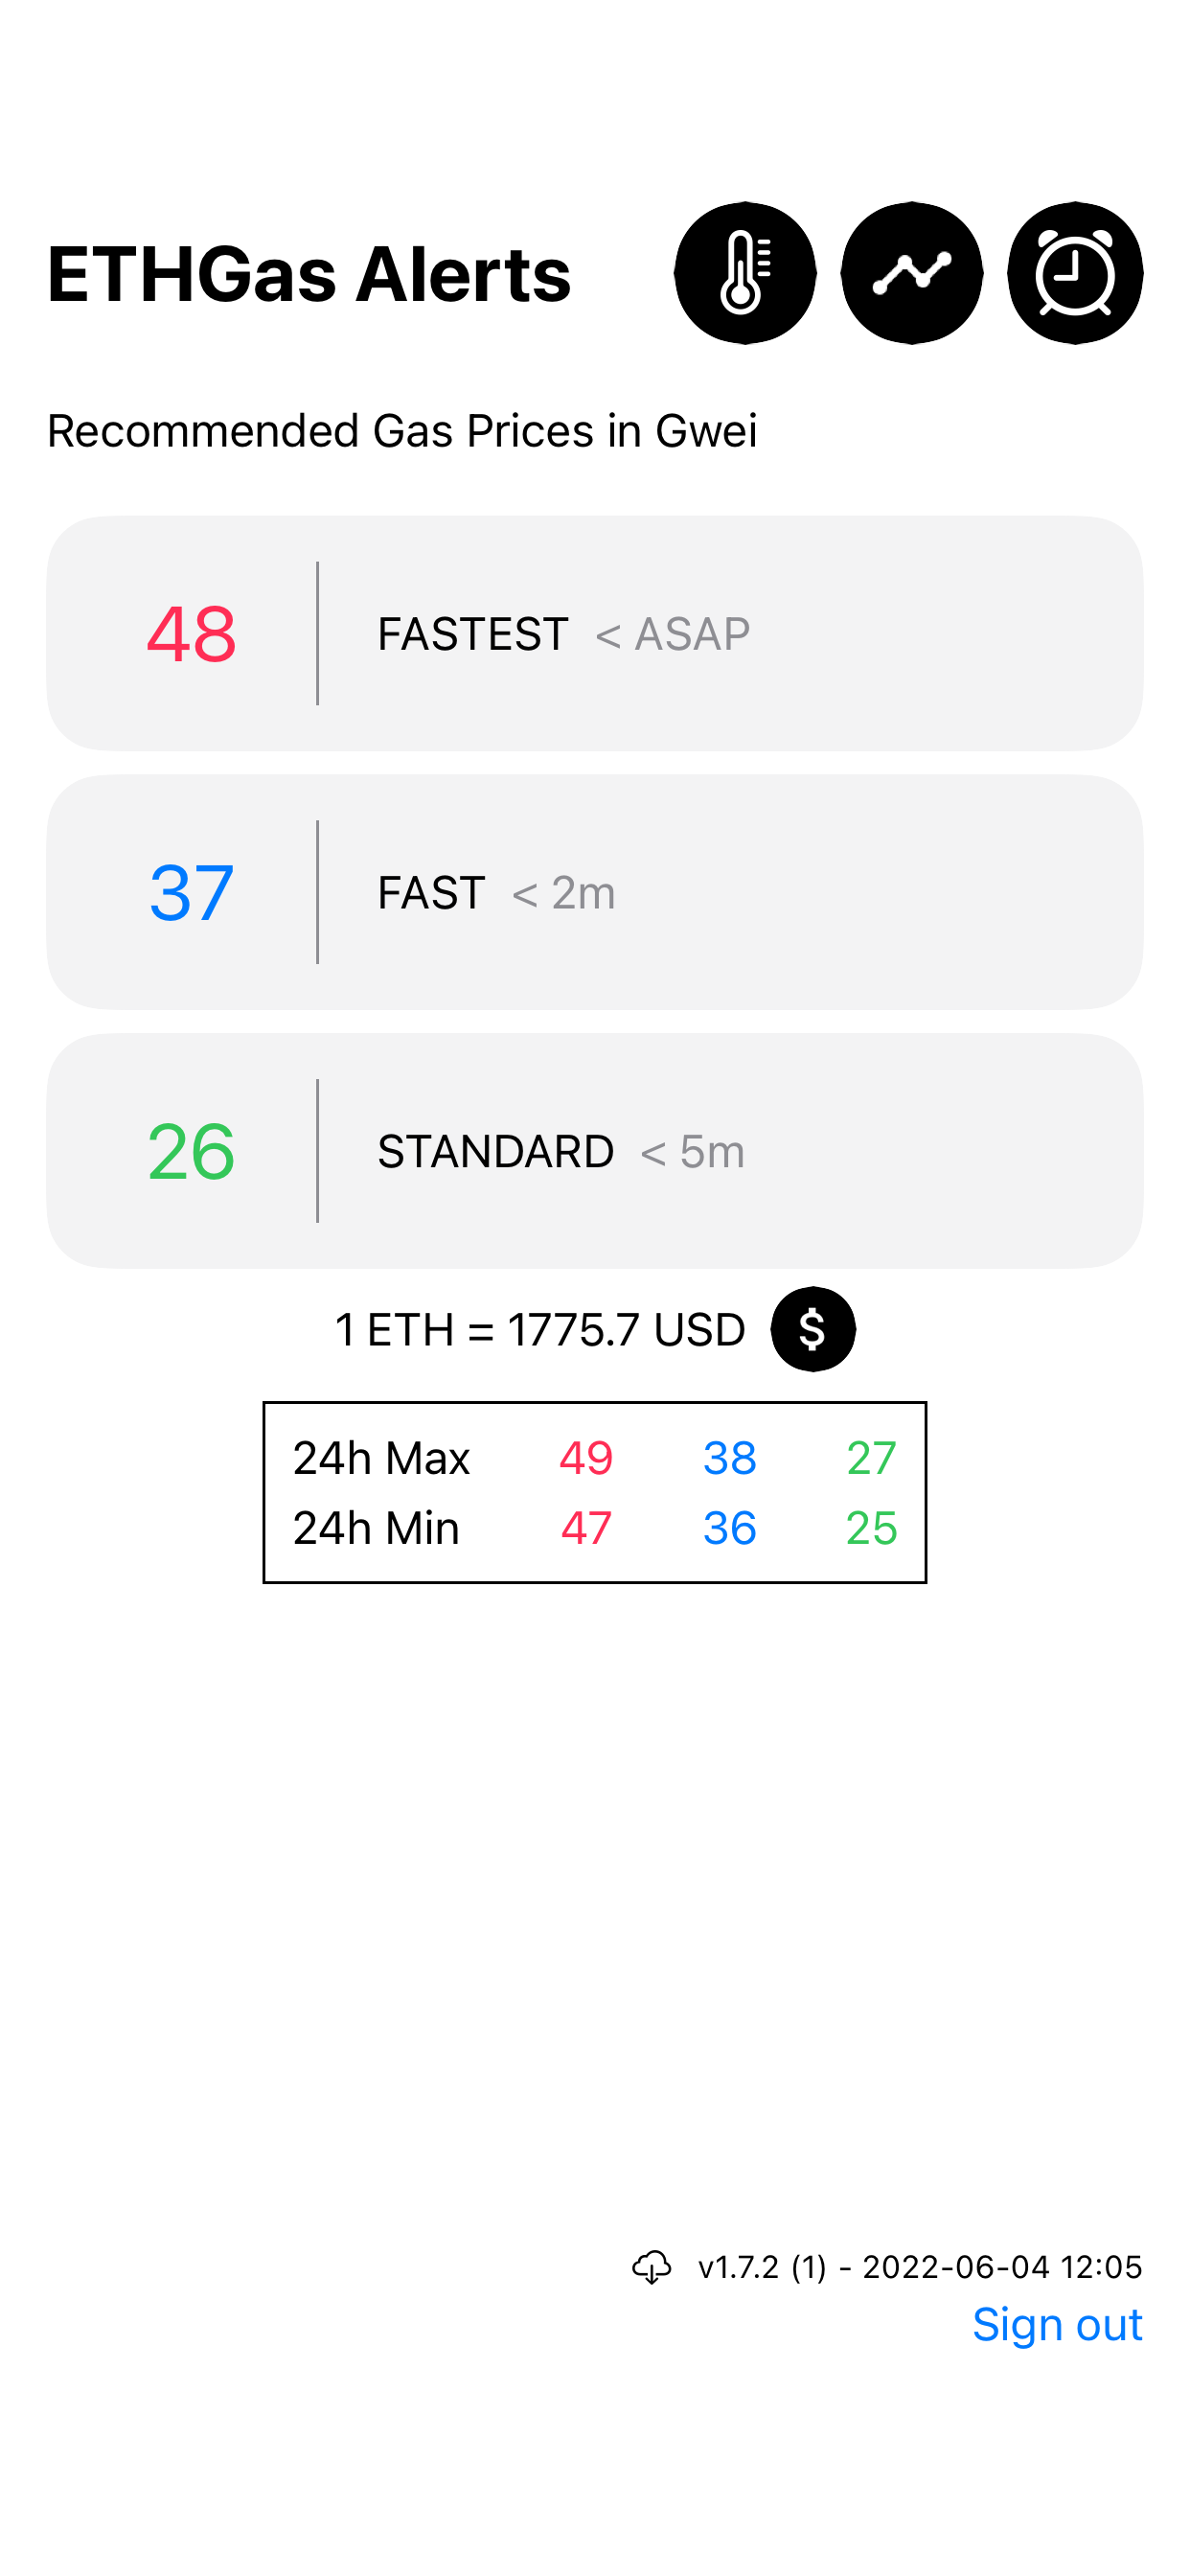 ETHGas Alerts
Recommended Gas Prices in Gwei
48 FASTEST < ASAP
37 FAST < 2m
26 STANDARD < 5m
1 ETH = 1775.7 USD $
24h Max 49 38 27
24h Min 47 36 25
v1.7.2 (1) - 2022-06-04 12:05
Sign out